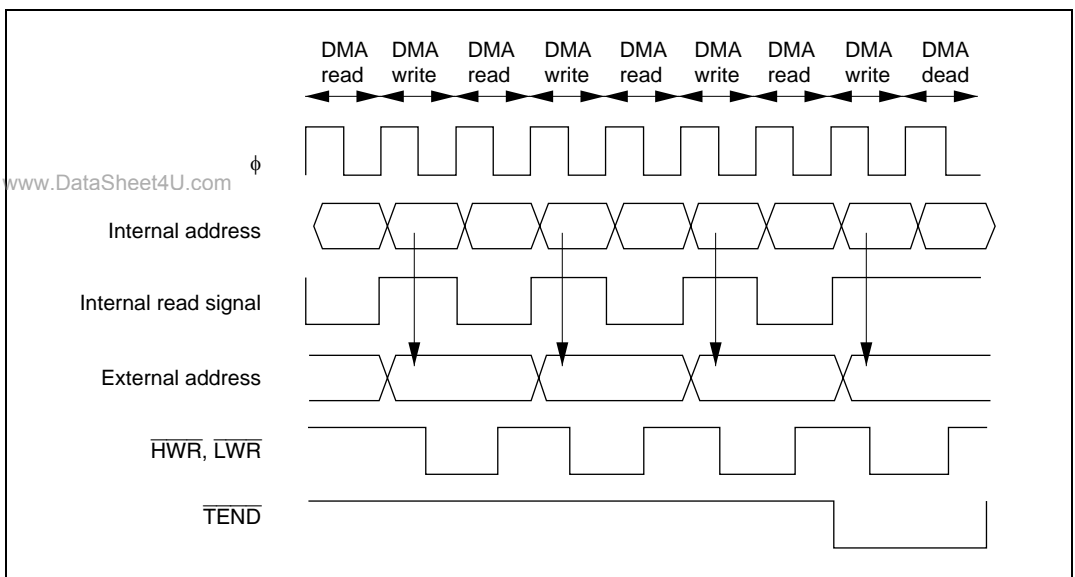 DMA DMA DMA DMA DMA DMA DMA DMA DMA
read write read write read write read write dead
φ
www.DataSheet4U.com
Internal address
Internal read signal
External address
HWR, LWR
TEND